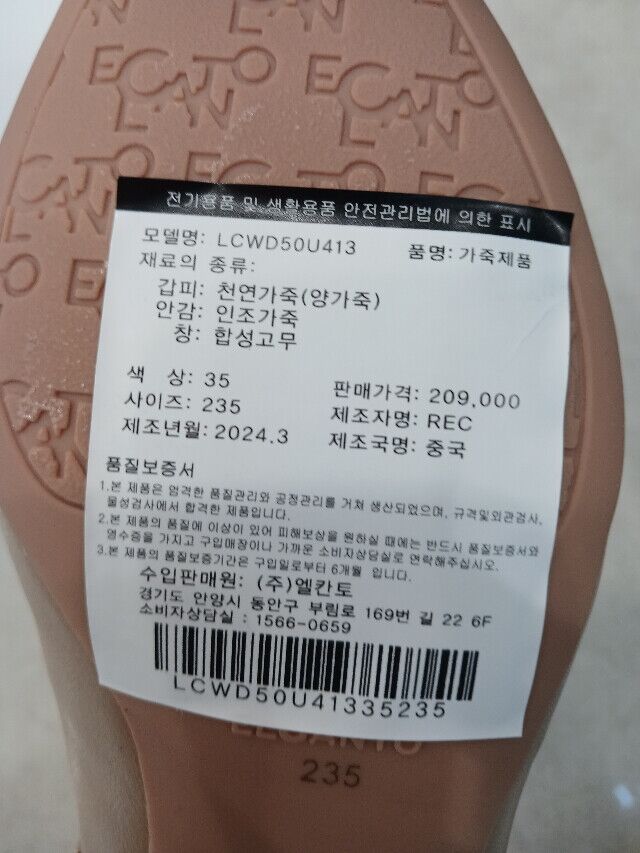 전기용품 및 생활용품 안전관리법에 의한 표시
모델명: LCWD50U413 품명: 가죽제품
재료의 종류:
갑피: 천연가죽(양가죽)
안감: 인조가죽
창: 합성고무
색 상: 35 판매가격: 209,000
사이즈: 235 제조자명: REC
제조년월: 2024.3 제조국명: 중국
품질보증서
1.본 제품은 엄격한 품질관리와 공정관리를 거쳐 생산되었으며, 규격및외관검사,
물성검사에서 합격한 제품입니다.
2.본 제품의 품질에 이상이 있어 피해보상을 원하실 때에는 반드시 품질보증서와
영수증을 가지고 구입매장이나 가까운 소비자상담실로 연락해주십시오.
3.본 제품의 품질보증기간은 구입일로부터 6개월 입니다.
수입판매원: (주)엘칸토
경기도 안양시 동안구 부림로 169번 길 22 6F
소비자상담실 : 1566-0659
LCWD50U41335235
ELCANTO
235